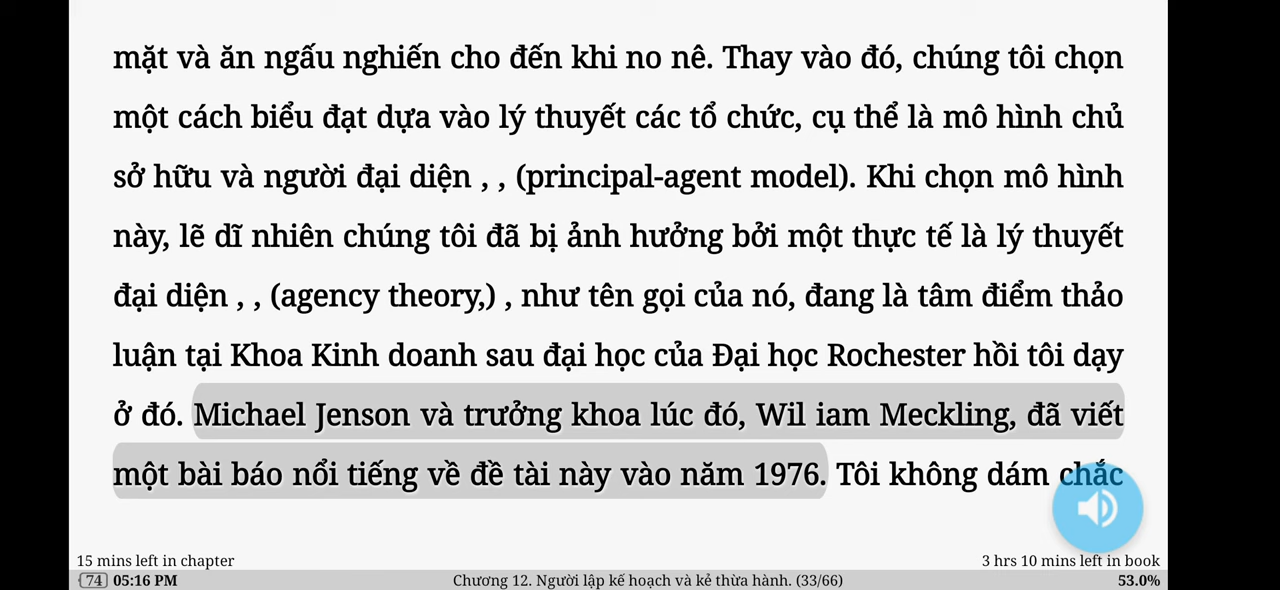 mặt và ăn ngấu nghiến cho đến khi no nê. Thay vào đó, chúng tôi chọn
một cách biểu đạt dựa vào lý thuyết các tổ chức, cụ thể là mô hình chủ
sở hữu và người đại diện , , (principal-agent model). Khi chọn mô hình
này, lẽ dĩ nhiên chúng tôi đã bị ảnh hưởng bởi một thực tế là lý thuyết
đại diện , , (agency theory,) , như tên gọi của nó, đang là tâm điểm thảo
luận tại Khoa Kinh doanh sau đại học của Đại học Rochester hồi tôi dạy
ở đó. Michael Jenson và trưởng khoa lúc đó, Wil iam Meckling, đã viết
một bài báo nổi tiếng về đề tài này vào năm 1976. Tôi không dám chắc
15 mins left in chapter
3 hrs 10 mins left in book
74 05:16 PM
Chương 12. Người lập kế hoạch và kẻ thừa hành. (33/66)
53.0%